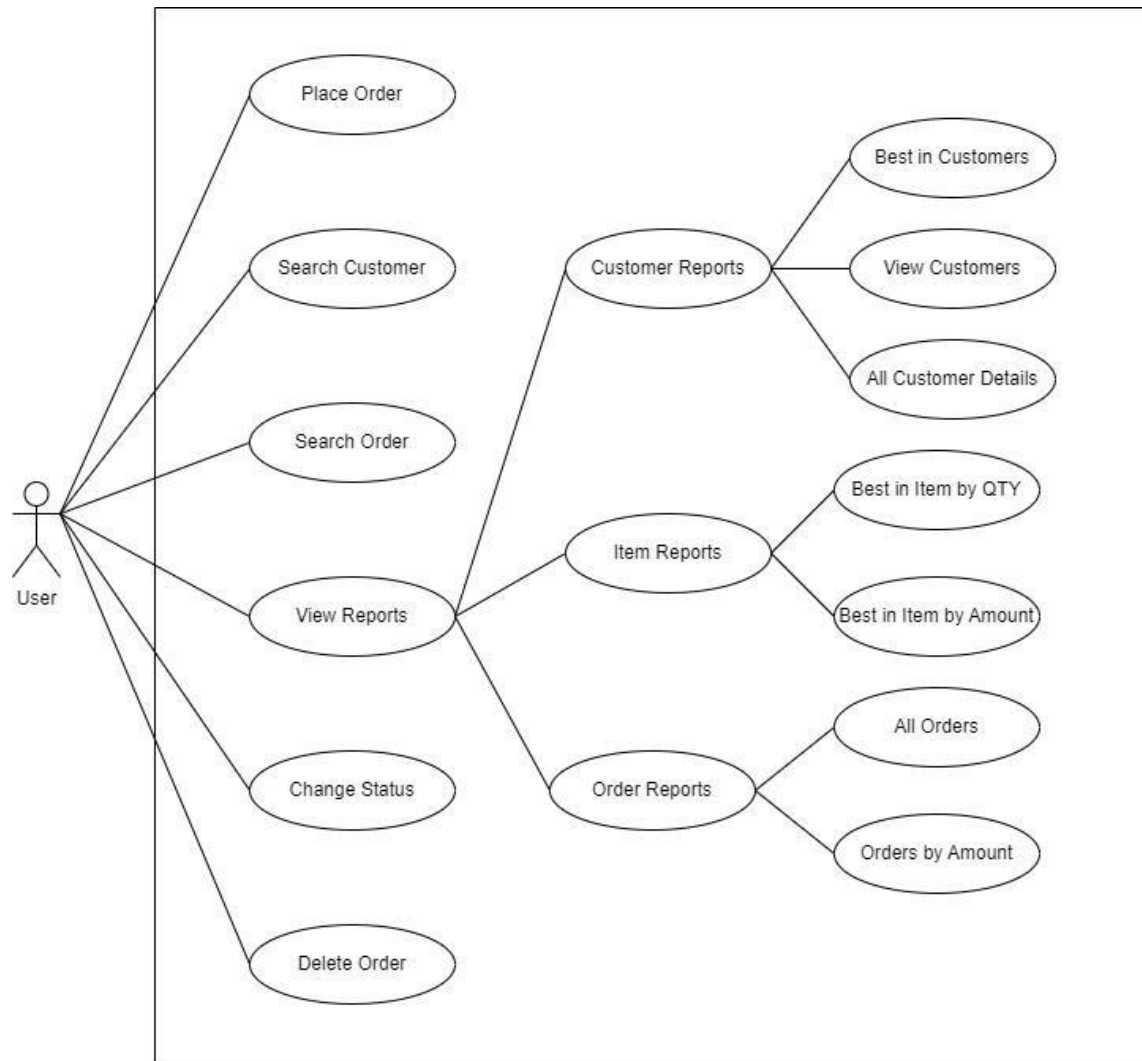 Place Order
Best in Customers
Search Customer
Customer Reports
View Customers
All Customer Details
Search Order
Best in Item by QTY
Item Reports
User
View Reports
Best in Item by Amount
All Orders
Change Status
Order Reports
Orders by Amount
Delete Order